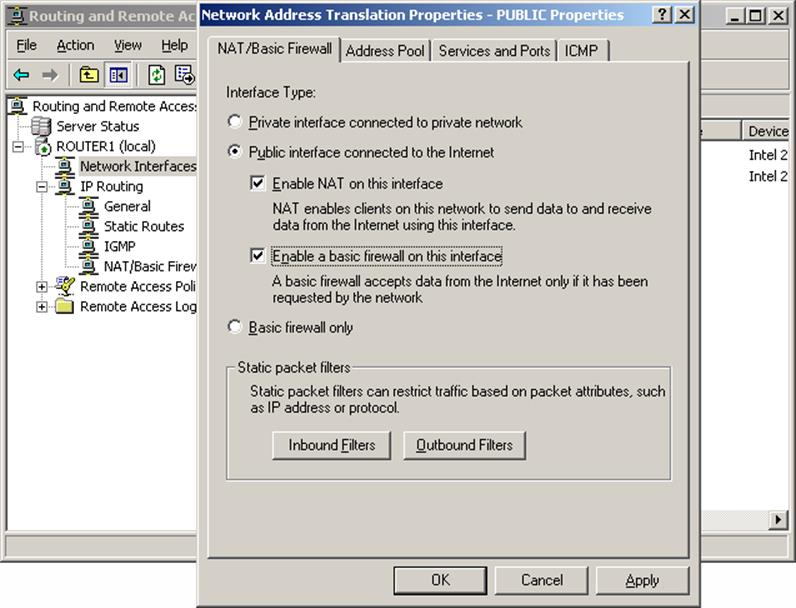 Routing and Remote Ac
File Action View Help
Routing and Remote Access
Server Status
ROUTER1 (local)
Network Interfaces
IP Routing
General
Static Routes
IGMP
NAT/Basic Firew
Remote Access Poli
Remote Access Log
Network Address Translation Properties - PUBLIC Properties
NAT/Basic Firewall Address Pool Services and Ports ICMP
Interface Type:
Private interface connected to private network
Public interface connected to the Internet
Enable NAT on this interface
NAT enables clients on this network to send data to and receive
data from the Internet using this interface.
Enable a basic firewall on this interface
A basic firewall accepts data from the Internet only if it has been
requested by the network
Basic firewall only
Static packet filters
Static packet filters can restrict traffic based on packet attributes, such
as IP address or protocol.
Inbound Filters Outbound Filters
OK Cancel Apply
Device
Intel 2
Intel 2